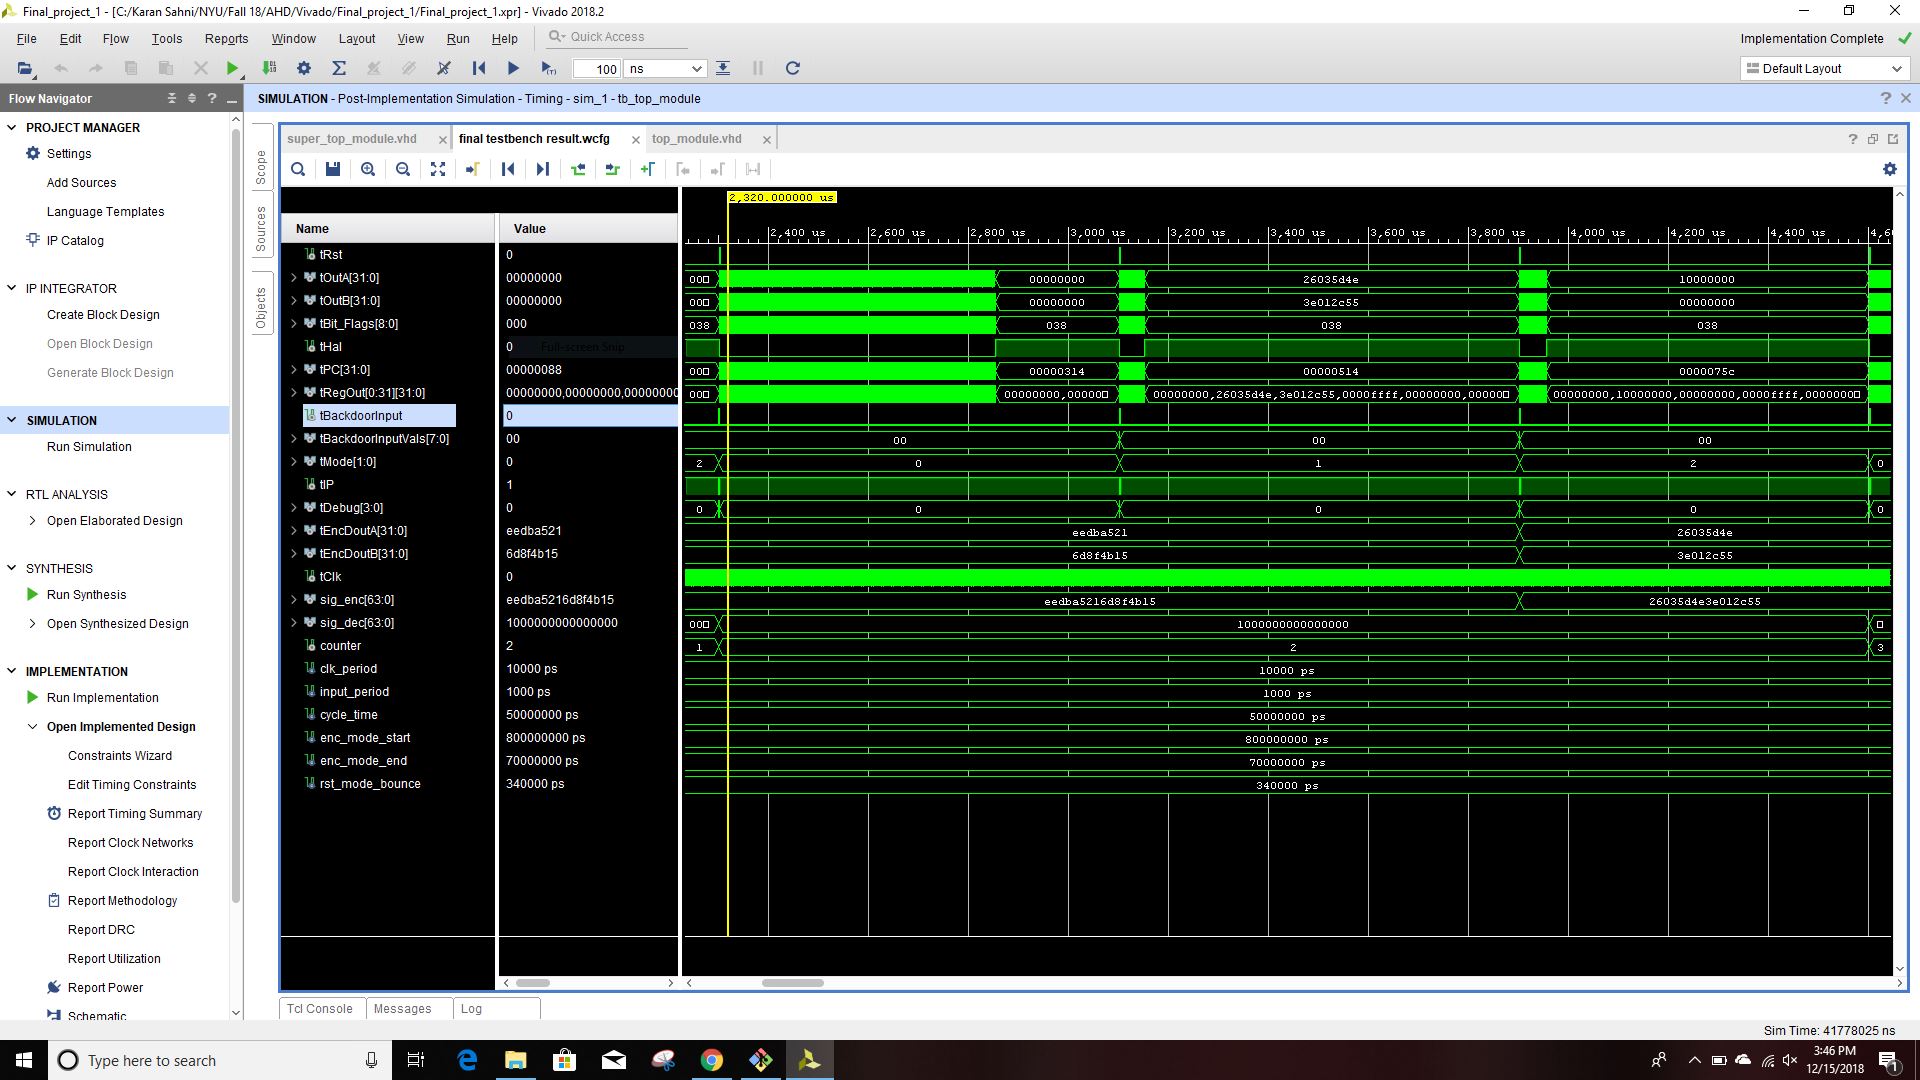 Final_project_1 - [C:/Karan Sahni/NYU/Fall 18/AHD/Vivado/Final_project_1/Final_project_1.xpr] - Vivado 2018.2
File Edit Flow Tools Reports Window Layout View Run Help Quick Access
Implementation Complete
100 ns
Default Layout
Flow Navigator
SIMULATION - Post-Implementation Simulation - Timing - sim_1 - tb_top_module
PROJECT MANAGER
Settings
Add Sources
Language Templates
IP Catalog
IP INTEGRATOR
Create Block Design
Open Block Design
Generate Block Design
SIMULATION
Run Simulation
RTL ANALYSIS
Open Elaborated Design
SYNTHESIS
Run Synthesis
Open Synthesized Design
IMPLEMENTATION
Run Implementation
Open Implemented Design
Constraints Wizard
Edit Timing Constraints
Report Timing Summary
Report Clock Networks
Report Clock Interaction
Report Methodology
Report DRC
Report Utilization
Report Power
Schematic
Scope
Sources
Objects
super_top_module.vhd final testbench result.wcfg top_module.vhd
2,320.000000 us
Name Value
2,400 us 2,600 us 2,800 us 3,000 us 3,200 us 3,400 us 3,600 us 3,800 us 4,000 us 4,200 us 4,400 us 4,6
tRst 0
tOutA[31:0] 00000000 00 00000000 26035d4e 10000000
tOutB[31:0] 00000000 00 00000000 3e012c55 00000000
tBit_Flags[8:0] 000 038 038 038 038
tHal 0 Full-screen Snip
tPC[31:0] 00000088 00 00000314 00000514 0000075c
tRegOut[0:31][31:0] 00000000,00000000,00000000 00 00000000,00000 00000000,26035d4e,3e012c55,0000ffff,00000000,00000 00000000,10000000,00000000,0000ffff,0000000
tBackdoorInput 0
tBackdoorInputVals[7:0] 00 00 00 00
tMode[1:0] 0 2 0 1 2 0
tIP 1
tDebug[3:0] 0 0 0 0 0 0
tEncDoutA[31:0] eedba521 eedba521 26035d4e
tEncDoutB[31:0] 6d8f4b15 6d8f4b15 3e012c55
tClk 0
sig_enc[63:0] eedba5216d8f4b15 eedba5216d8f4b15 26035d4e3e012c55
sig_dec[63:0] 1000000000000000 00 1000000000000000
counter 2 1 2 3
clk_period 10000 ps 10000 ps
input_period 1000 ps 1000 ps
cycle_time 50000000 ps 50000000 ps
enc_mode_start 800000000 ps 800000000 ps
enc_mode_end 70000000 ps 70000000 ps
rst_mode_bounce 340000 ps 340000 ps
Tcl Console Messages Log
Sim Time: 41778025 ns
Type here to search
3:46 PM
12/15/2018
1